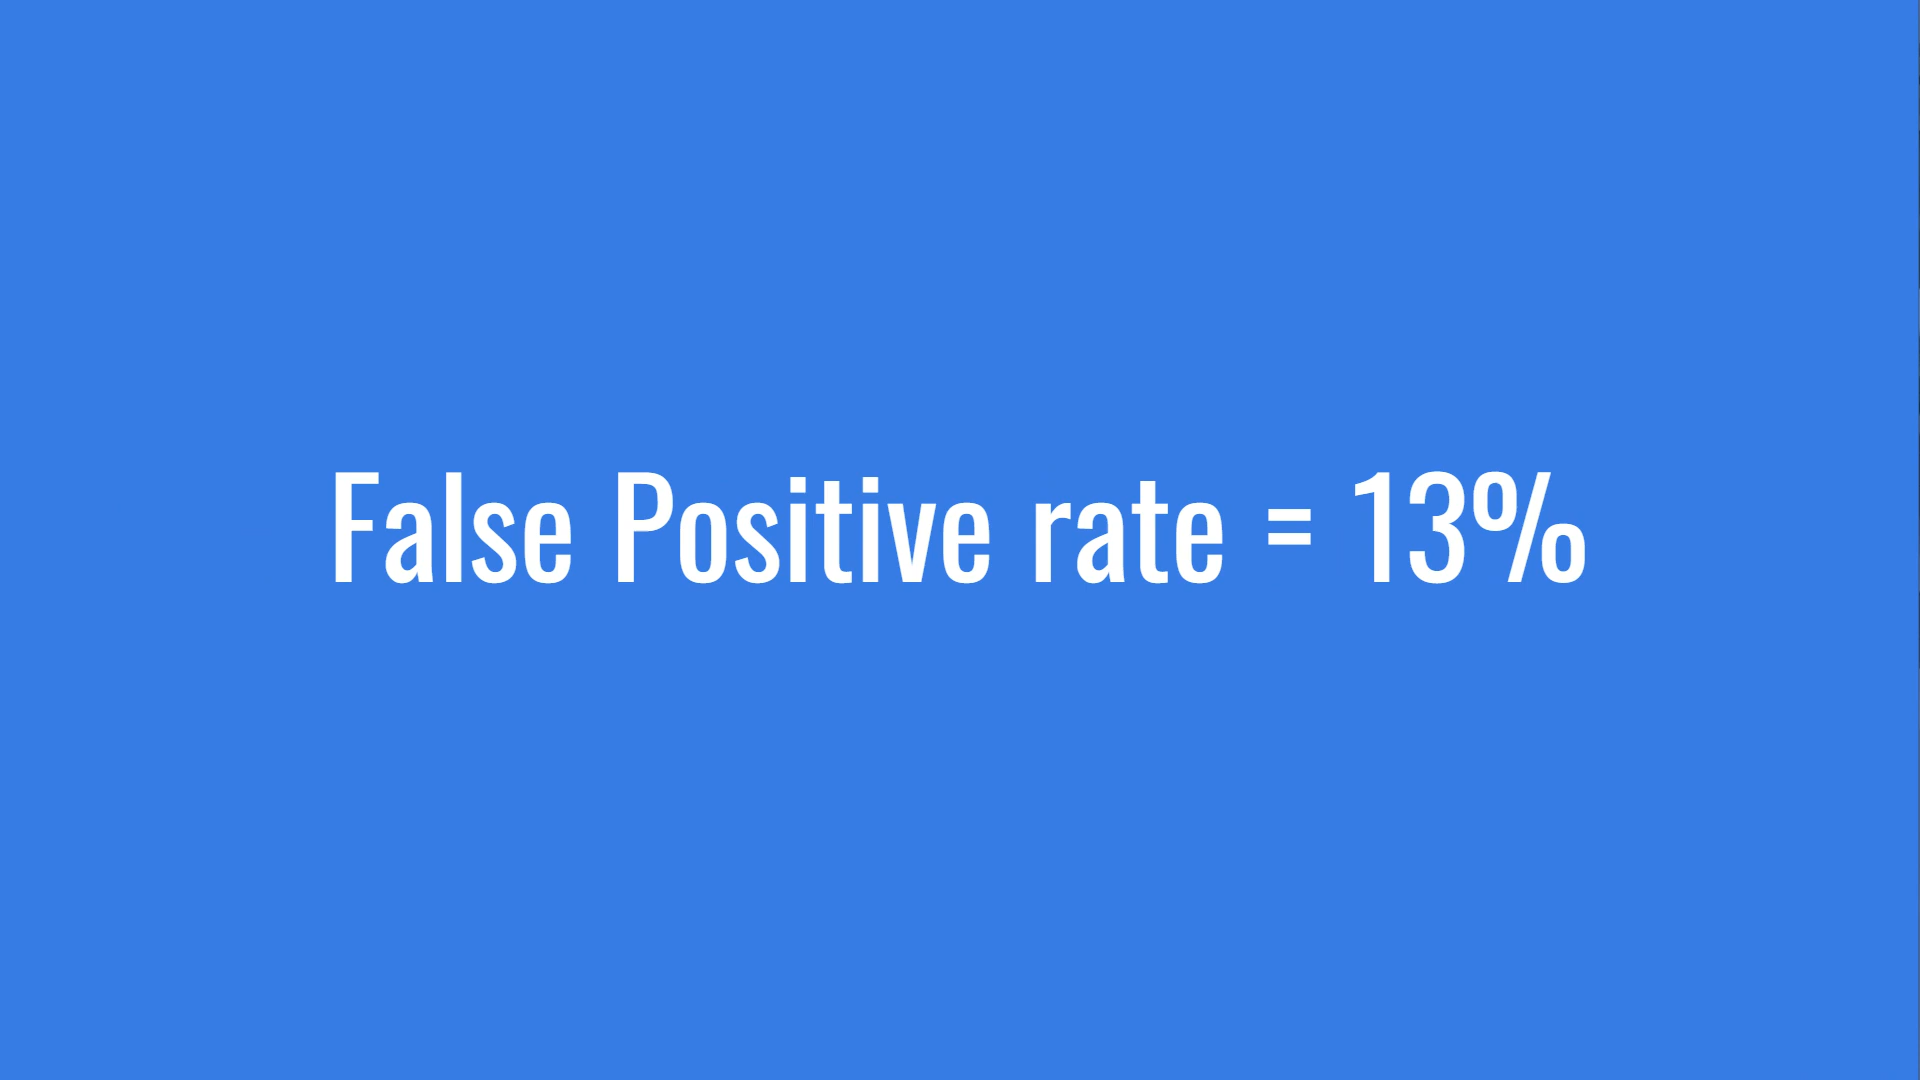 False Positive rate = 13%